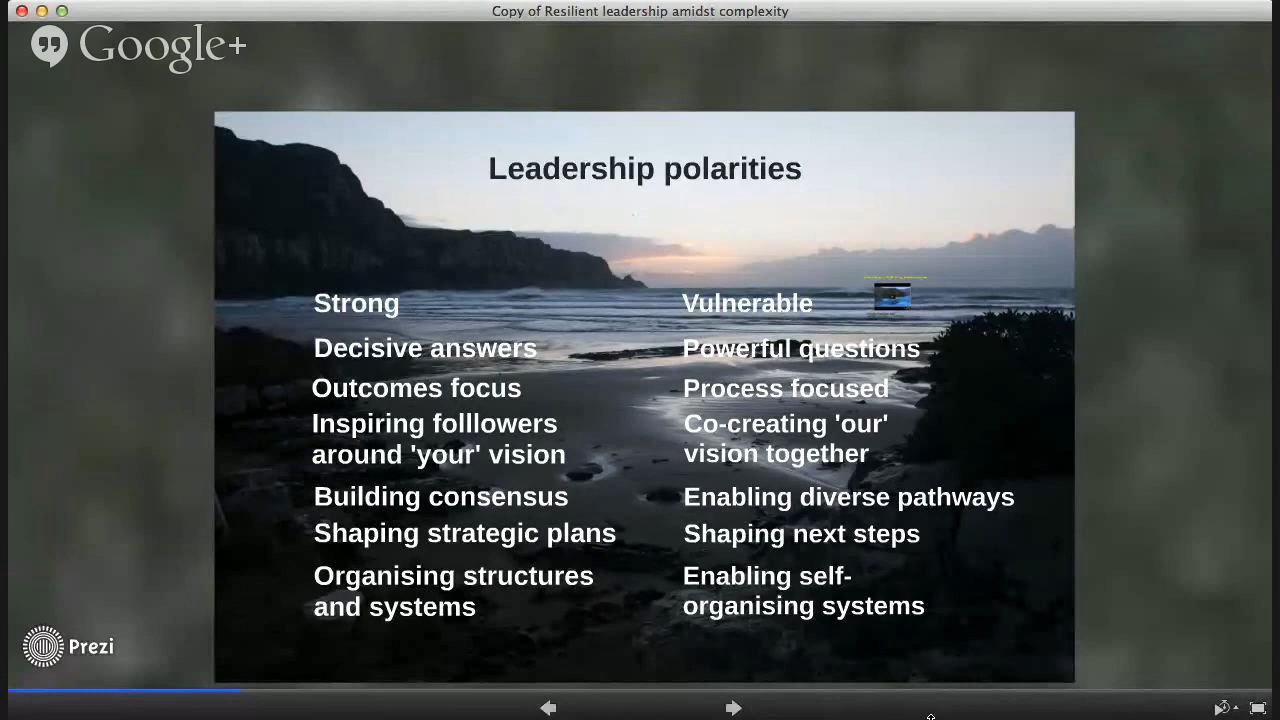 Copy of Resilient leadership amidst complexity
Google+
Leadership polarities
Strong
Vulnerable
Decisive answers
Powerful questions
Outcomes focus
Process focused
Inspiring folllowers
around 'your' vision
Co-creating 'our'
vision together
Building consensus
Enabling diverse pathways
Shaping strategic plans
Shaping next steps
Organising structures
and systems
Enabling self-
organising systems
Prezi